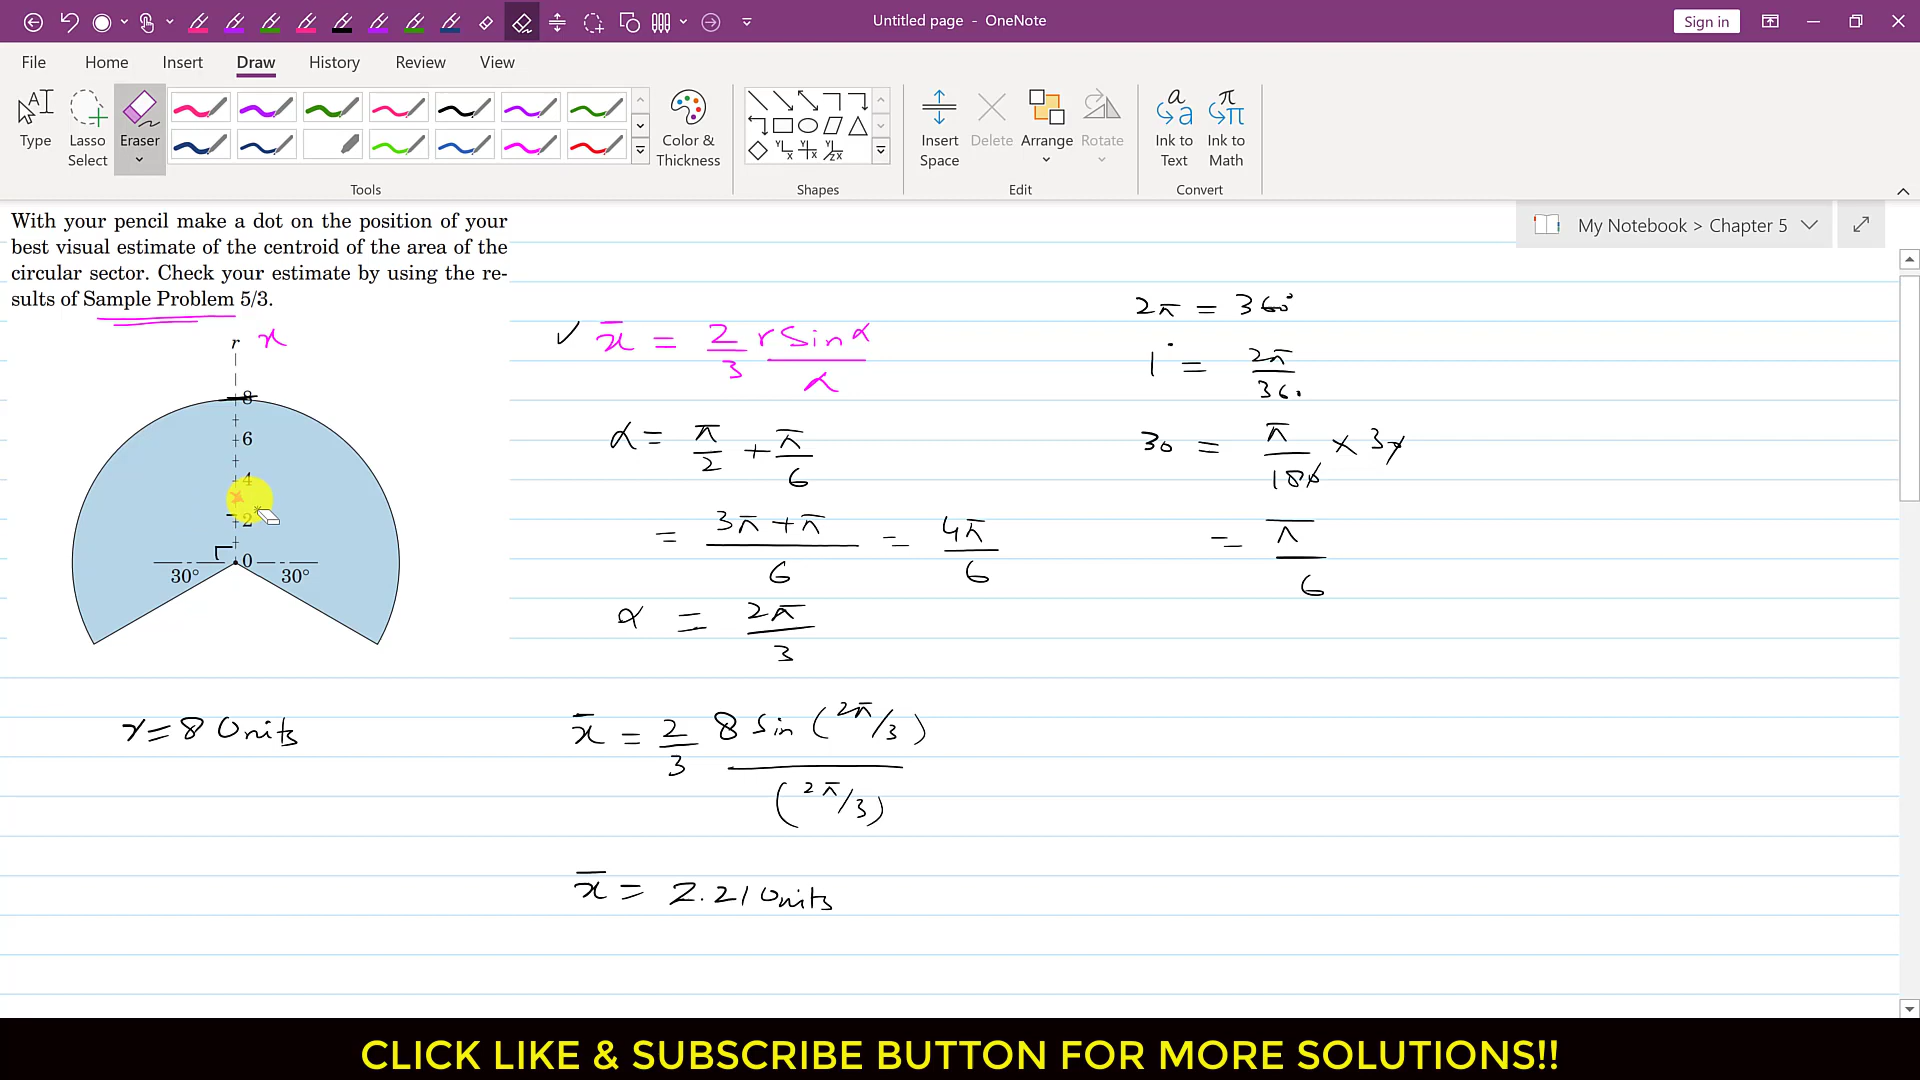 Untitled page - OneNote
Sign in
File Home Insert Draw History Review View
Type
Lasso Select
Eraser
Color & Thickness
Insert Space
Delete
Arrange
Rotate
Ink to Text
Ink to Math
Tools
Shapes
Edit
Convert
My Notebook > Chapter 5
With your pencil make a dot on the position of your
best visual estimate of the centroid of the area of the
circular sector. Check your estimate by using the re-
sults of Sample Problem 5/3.
r x
8
6
4
2
0
30° 30°
r = 8 Units
✓ x̄ = 2/3 r sin α / α
α = π/2 + π/6
= 3π + π / 6 = 4π/6
α = 2π/3
x̄ = 2/3 8 sin (2π/3) / (2π/3)
x̄ = 2.21 Units
2π = 360°
1° = 2π/360
30 = π/180 × 30
= π/6
CLICK LIKE & SUBSCRIBE BUTTON FOR MORE SOLUTIONS!!